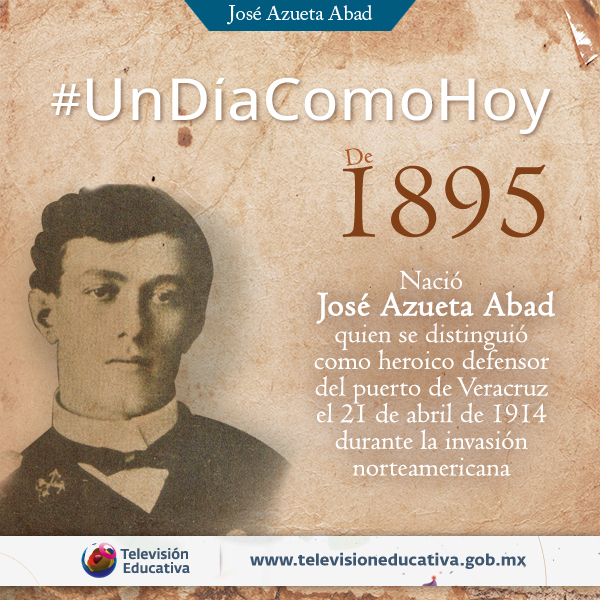 José Azueta Abad
#UnDíaComoHoy
De
1895
Nació
José Azueta Abad
quien se distinguió
como heroico defensor
del puerto de Veracruz
el 21 de abril de 1914
durante la invasión
norteamericana
Televisión
Educativa
www.televisioneducativa.gob.mx